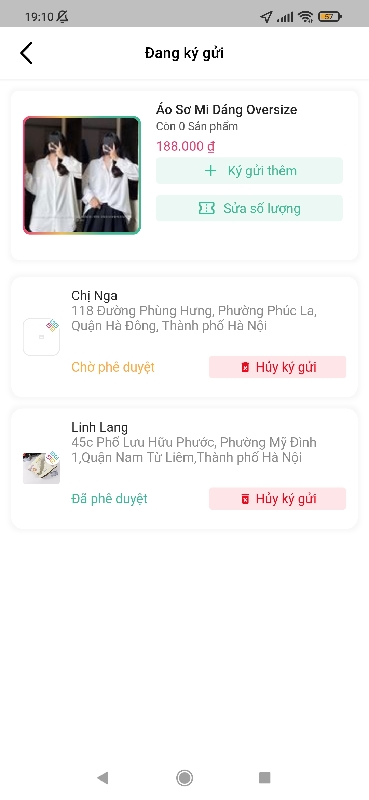 19:10
57
Đang ký gửi
Áo Sơ Mi Dáng Oversize
Còn 0 Sản phẩm
188.000 ₫
Ký gửi thêm
Sửa số lượng
Chị Nga
118 Đường Phùng Hưng, Phường Phúc La,
Quận Hà Đông, Thành phố Hà Nội
Chờ phê duyệt
Hủy ký gửi
Linh Lang
45c Phố Lưu Hữu Phước, Phường Mỹ Đình
1,Quận Nam Từ Liêm,Thành phố Hà Nội
Đã phê duyệt
Hủy ký gửi